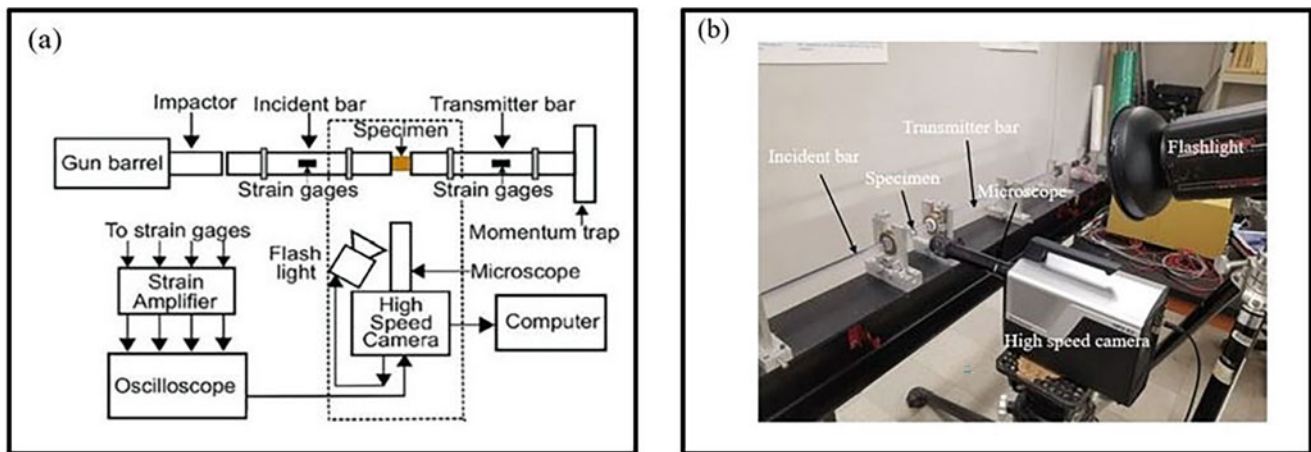 (a)
Impactor
Incident bar
Transmitter bar
Specimen
Gun barrel
Strain gages
Strain gages
Momentum trap
To strain gages
Flash
light
Microscope
Strain
Amplifier
High
Speed
Camera
Computer
Oscilloscope
(b)
Transmitter bar
Flashlight
Incident bar
Specimen
Microscope
High speed camera